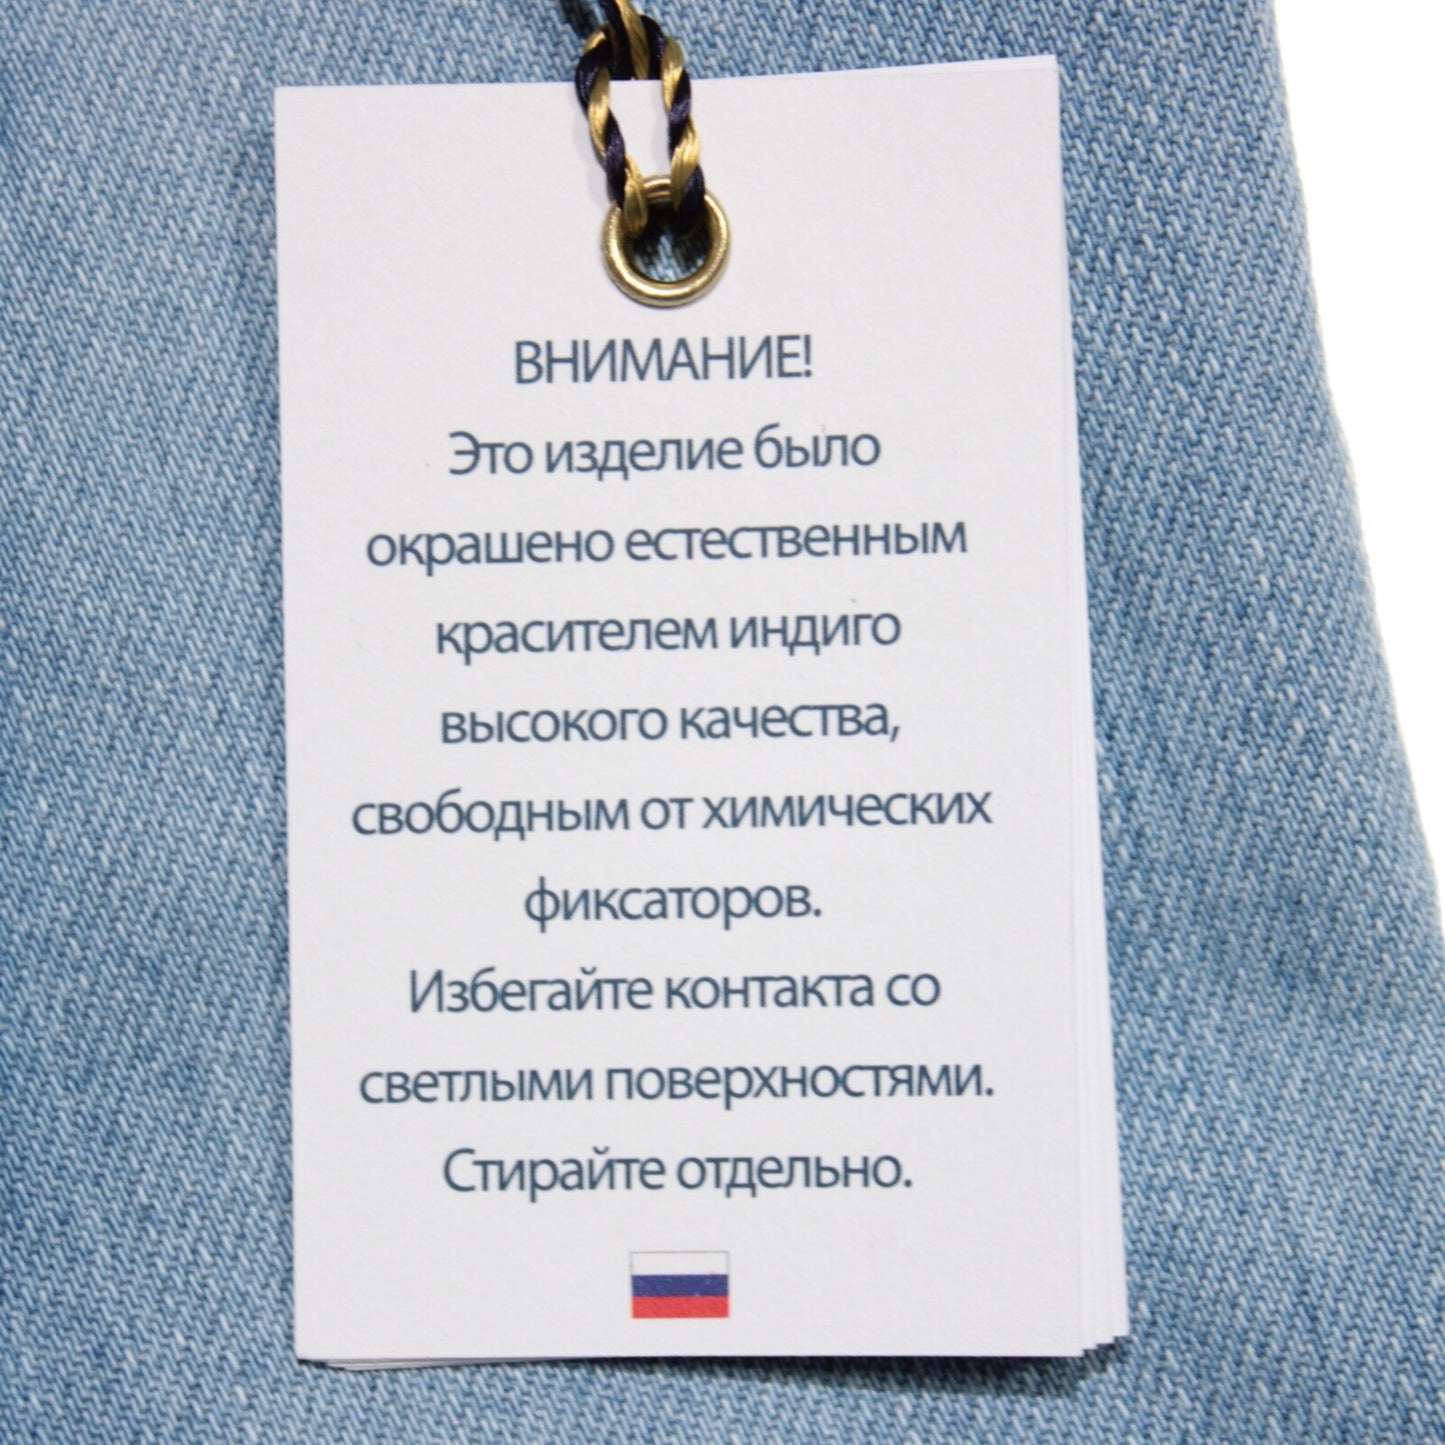 ВНИМАНИЕ!
Это изделие было
окрашено естественным
красителем индиго
высокого качества,
свободным от химических
фиксаторов.
Избегайте контакта со
светлыми поверхностями.
Стирайте отдельно.